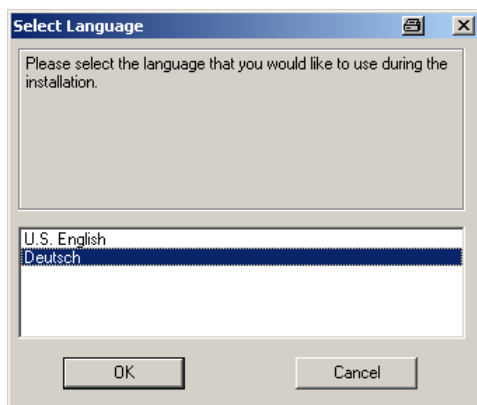 Select Language
Please select the language that you would like to use during the
installation.
U.S. English
Deutsch
OK
Cancel